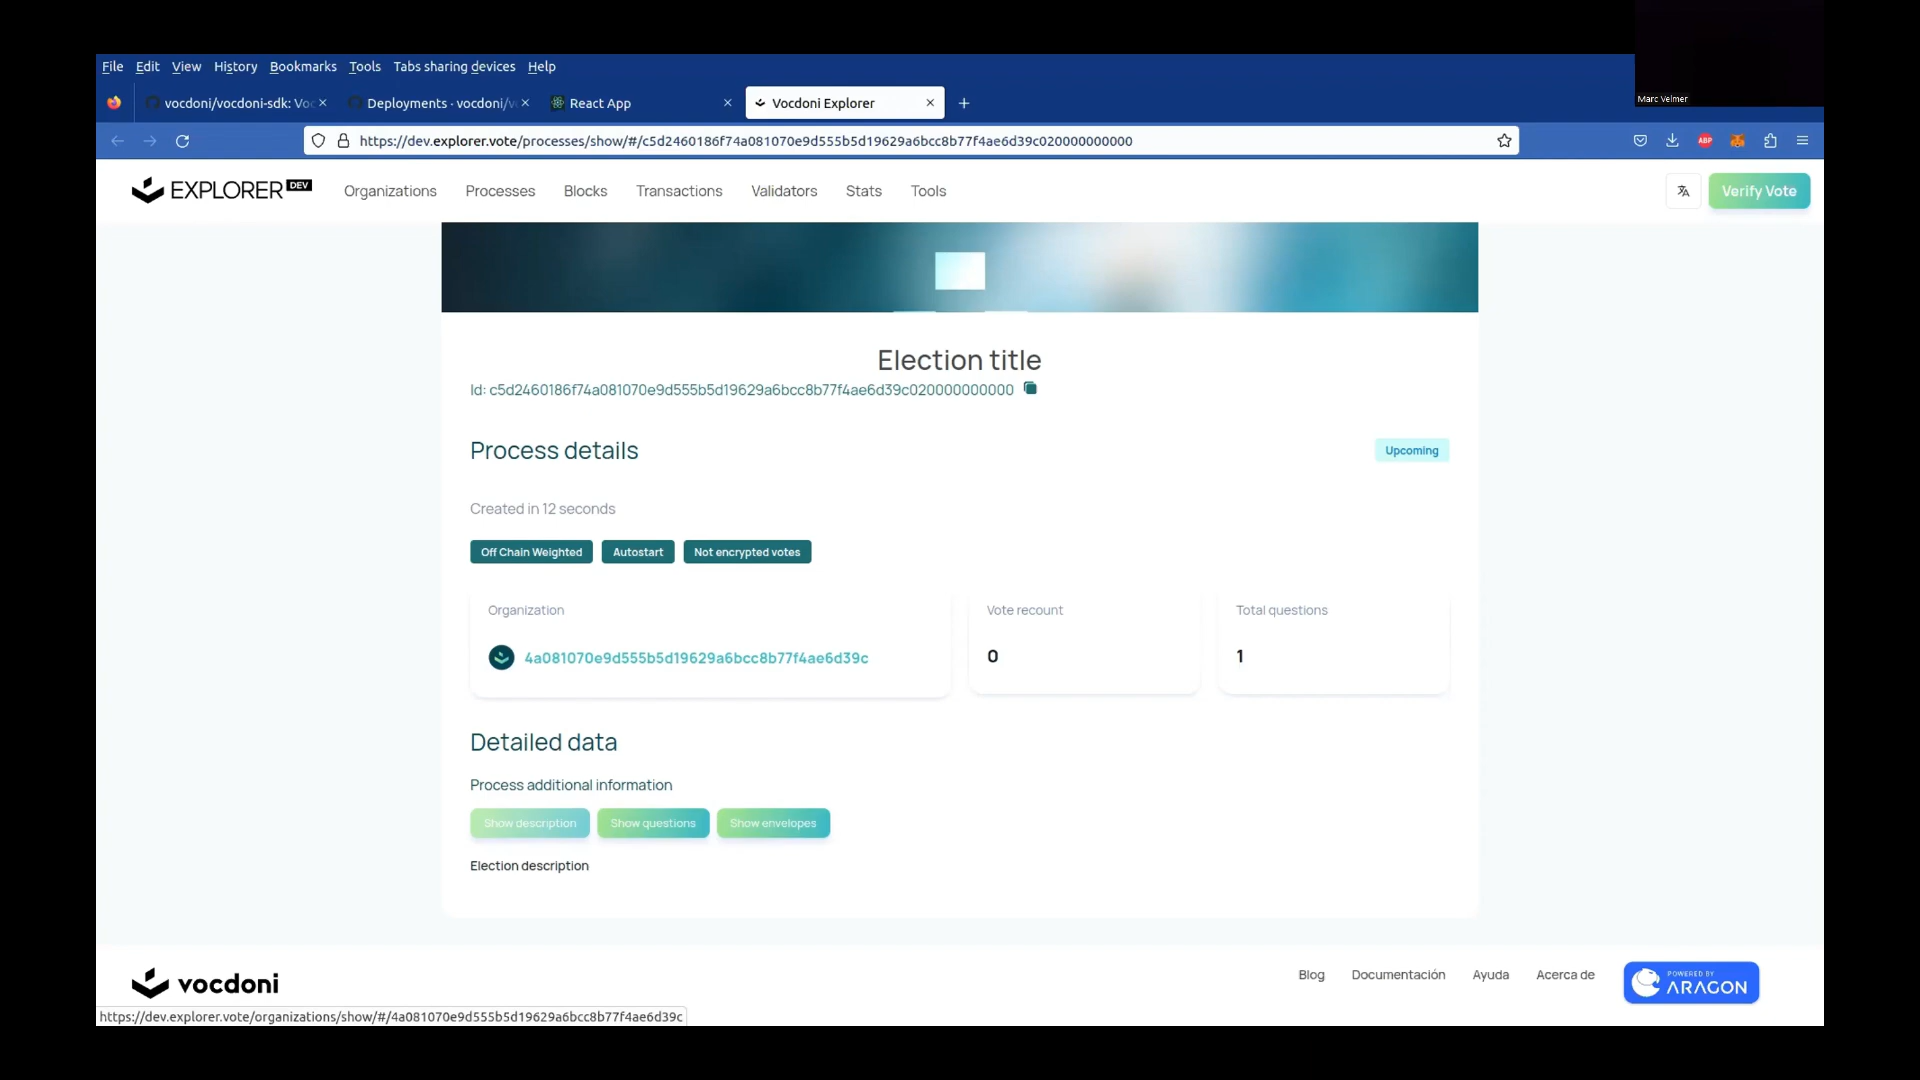 Marc Velmer
File Edit View History Bookmarks Tools Tabs sharing devices Help
vocdoni/vocdoni-sdk: Voc
Deployments · vocdoni/v
React App
Vocdoni Explorer
https://dev.explorer.vote/processes/show/#/c5d2460186f74a081070e9d555b5d19629a6bcc8b77f4ae6d39c020000000000
ABP
EXPLORER DEV
Organizations Processes Blocks Transactions Validators Stats Tools
Verify Vote
Election title
Id: c5d2460186f74a081070e9d555b5d19629a6bcc8b77f4ae6d39c020000000000
Process details
Upcoming
Created in 12 seconds
Off Chain Weighted Autostart Not encrypted votes
Organization
4a081070e9d555b5d19629a6bcc8b77f4ae6d39c
Vote recount
0
Total questions
1
Detailed data
Process additional information
Show description Show questions Show envelopes
Election description
vocdoni
Blog Documentación Ayuda Acerca de
POWERED BY
ARAGON
https://dev.explorer.vote/organizations/show/#/4a081070e9d555b5d19629a6bcc8b77f4ae6d39c